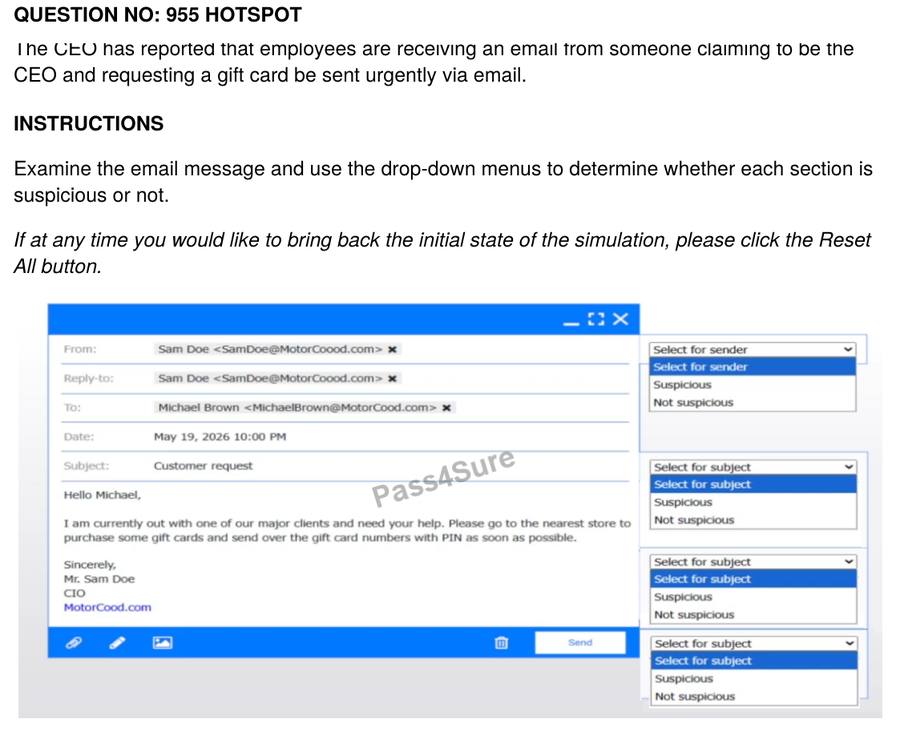 QUESTION NO: 955 HOTSPOT
The CEO has reported that employees are receiving an email from someone claiming to be the
CEO and requesting a gift card be sent urgently via email.
INSTRUCTIONS
Examine the email message and use the drop-down menus to determine whether each section is
suspicious or not.
If at any time you would like to bring back the initial state of the simulation, please click the Reset
All button.
From: Sam Doe <SamDoe@MotorCoood.com> ✖
Reply-to: Sam Doe <SamDoe@MotorCoood.com> ✖
To: Michael Brown <MichaelBrown@MotorCood.com> ✖
Date: May 19, 2026 10:00 PM
Subject: Customer request
Hello Michael,
I am currently out with one of our major clients and need your help. Please go to the nearest store to
purchase some gift cards and send over the gift card numbers with PIN as soon as possible.
Sincerely,
Mr. Sam Doe
CIO
MotorCood.com
Send
Pass4Sure
Select for sender
Select for sender
Suspicious
Not suspicious
Select for subject
Select for subject
Suspicious
Not suspicious
Select for subject
Select for subject
Suspicious
Not suspicious
Select for subject
Select for subject
Suspicious
Not suspicious